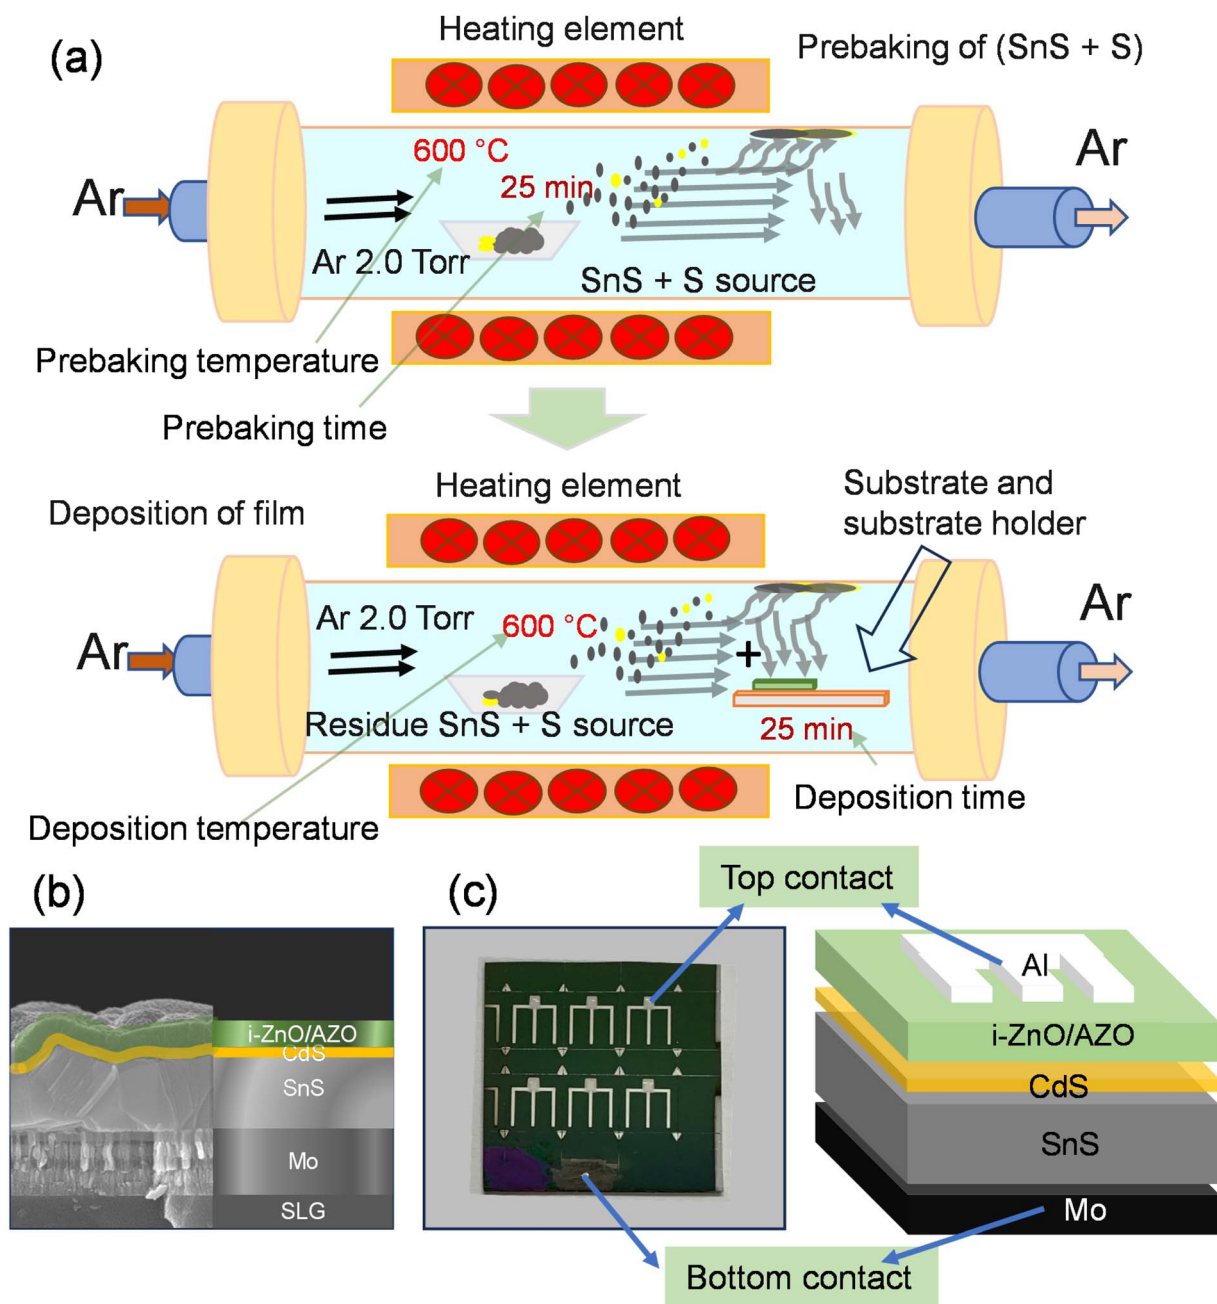 (a)
Heating element
Prebaking of (SnS + S)
600 °C
25 min
Ar
Ar
Ar 2.0 Torr
SnS + S source
Prebaking temperature
Prebaking time
Heating element
Substrate and
substrate holder
Deposition of film
Ar 2.0 Torr
600 °C
Ar
Ar
+
Residue SnS + S source
25 min
Deposition time
Deposition temperature
(b)
i-ZnO/AZO
CdS
SnS
Mo
SLG
(c)
Top contact
Al
i-ZnO/AZO
CdS
SnS
Mo
Bottom contact